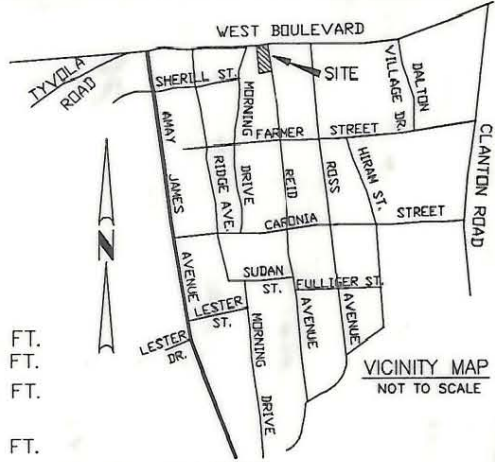 WEST BOULEVARD
TYVOLA ROAD
SHERILL ST.
SITE
MORNING DRIVE
DALTON VILLAGE DR.
FARMER STREET
AMAY JAMES AVENUE
RIDGE AVE.
REID AVENUE
ROSS AVENUE
HIRAN ST.
CLANTON ROAD
CAPONIA STREET
N
SUDAN ST.
FULLIGER ST.
LESTER ST.
LESTER DR.
MORNING DRIVE
FT.
FT.
FT.
FT.
VICINITY MAP
NOT TO SCALE